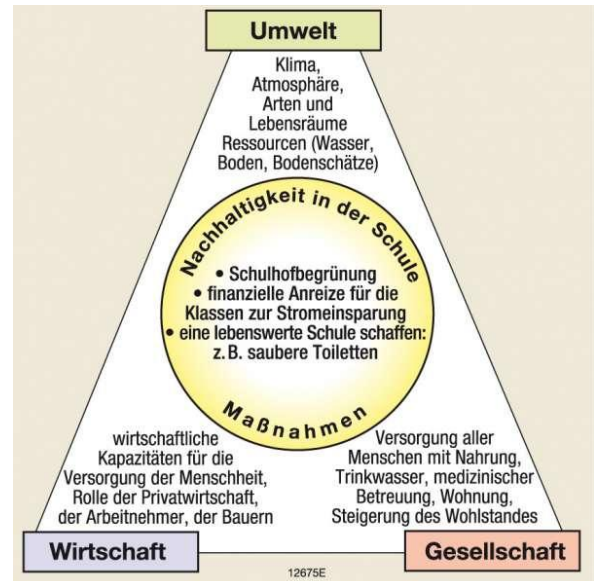 Umwelt
Klima,
Atmosphäre,
Arten und
Lebensräume
Ressourcen (Wasser,
Boden, Bodenschätze)
Nachhaltigkeit in der Schule
• Schulhofbegrünung
• finanzielle Anreize für die
Klassen zur Stromeinsparung
• eine lebenswerte Schule schaffen:
z. B. saubere Toiletten
Maßnahmen
wirtschaftliche
Kapazitäten für die
Versorgung der Menschheit,
Rolle der Privatwirtschaft,
der Arbeitnehmer, der Bauern
Wirtschaft
Versorgung aller
Menschen mit Nahrung,
Trinkwasser, medizinischer
Betreuung, Wohnung,
Steigerung des Wohlstandes
Gesellschaft
12675E